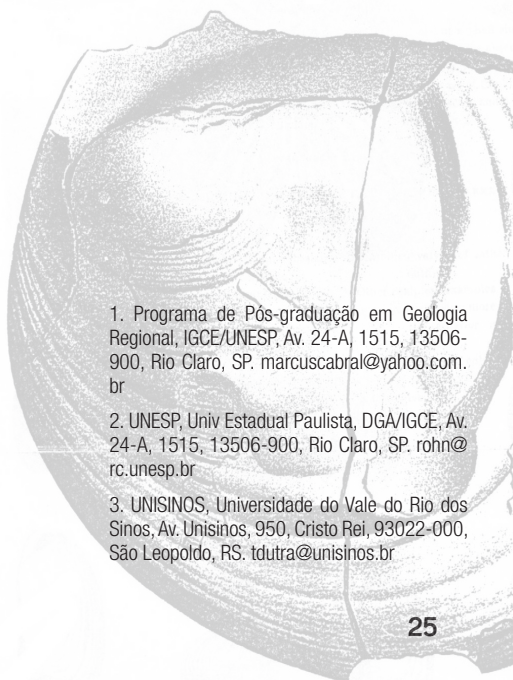 1. Programa de Pós-graduação em Geologia
Regional, IGCE/UNESP, Av. 24-A, 1515, 13506-
900, Rio Claro, SP. marcuscabral@yahoo.com.
br
2. UNESP, Univ Estadual Paulista, DGA/IGCE, Av.
24-A, 1515, 13506-900, Rio Claro, SP. rohn@
rc.unesp.br
3. UNISINOS, Universidade do Vale do Rio dos
Sinos, Av. Unisinos, 950, Cristo Rei, 93022-000,
São Leopoldo, RS. tdutra@unisinos.br
25